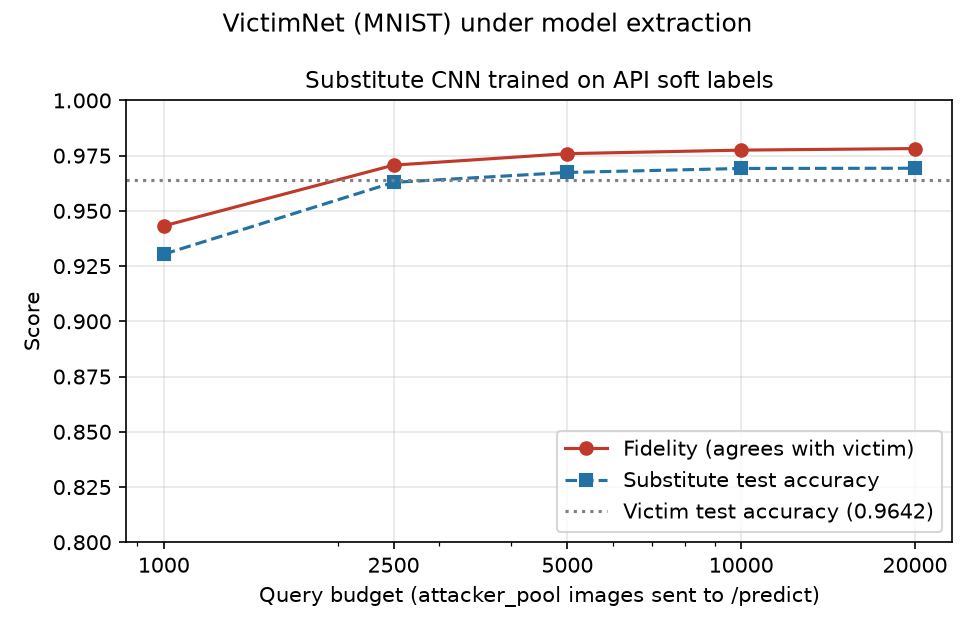 VictimNet (MNIST) under model extraction
Substitute CNN trained on API soft labels
1.000
0.975
0.950
0.925
0.900
0.875
0.850
0.825
0.800
Score
Fidelity (agrees with victim)
Substitute test accuracy
Victim test accuracy (0.9642)
1000 2500 5000 10000 20000
Query budget (attacker_pool images sent to /predict)